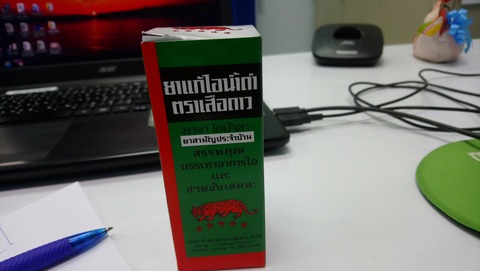 ยาแก้ไอน้ำดำ
ตราเสือดาว
ยาสามัญประจำบ้าน
สรรพคุณ
บรรเทาอาการไอ
และ
ช่วยขับเสมหะ